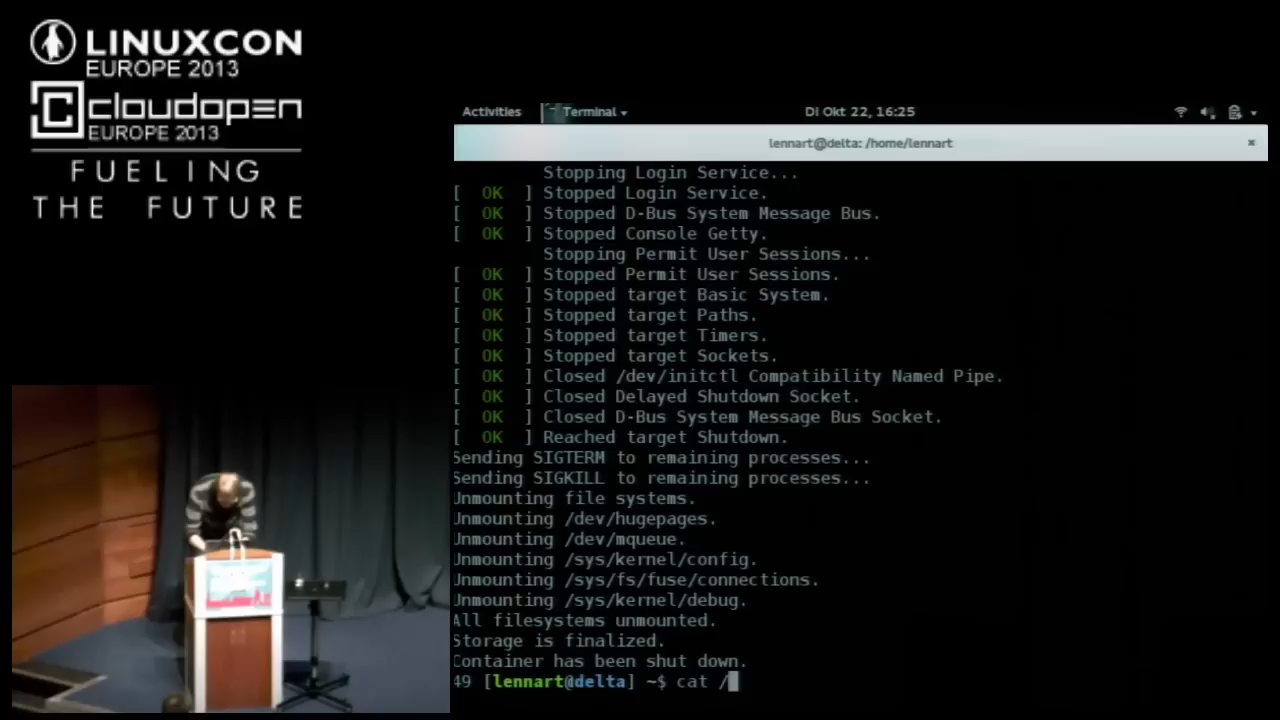 LINUXCON
EUROPE 2013
cloudopen
EUROPE 2013
FUELING
THE FUTURE
Activities Terminal DI Okt 22, 16:25
lennart@delta: /home/lennart
Stopping Login Service...
[ OK ] Stopped Login Service.
[ OK ] Stopped D-Bus System Message Bus.
[ OK ] Stopped Console Getty.
Stopping Permit User Sessions...
[ OK ] Stopped Permit User Sessions.
[ OK ] Stopped target Basic System.
[ OK ] Stopped target Paths.
[ OK ] Stopped target Timers.
[ OK ] Stopped target Sockets.
[ OK ] Closed /dev/initctl Compatibility Named Pipe.
[ OK ] Closed Delayed Shutdown Socket.
[ OK ] Closed D-Bus System Message Bus Socket.
[ OK ] Reached target Shutdown.
Sending SIGTERM to remaining processes...
Sending SIGKILL to remaining processes...
Unmounting file systems.
Unmounting /dev/hugepages.
Unmounting /dev/mqueue.
Unmounting /sys/kernel/config.
Unmounting /sys/fs/fuse/connections.
Unmounting /sys/kernel/debug.
All filesystems unmounted.
Storage is finalized.
Container has been shut down.
49 [lennart@delta] ~$ cat /